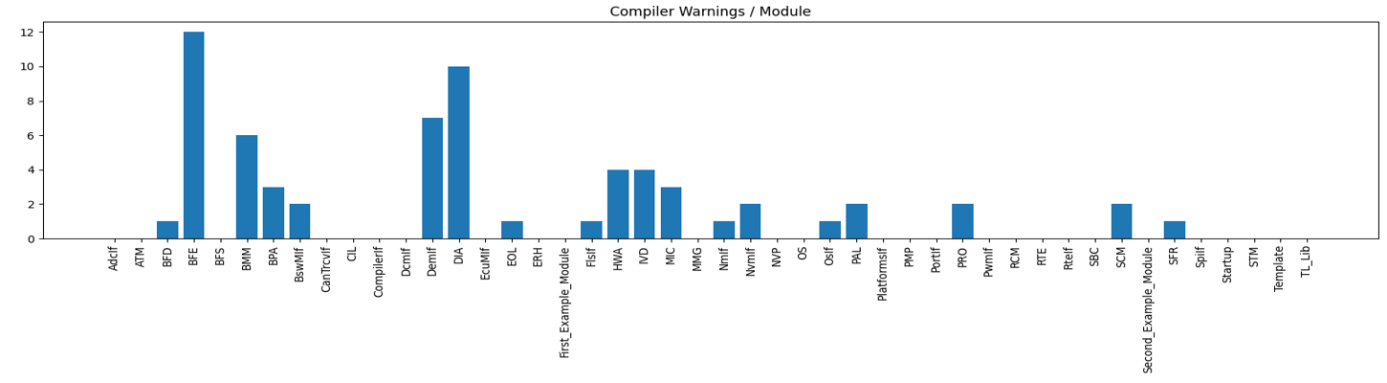 Compiler Warnings / Module
12
10
8
6
4
2
0
AdcIf
ATM
BFD
BFE
BFS
BMM
BPA
BswMIf
CanTrcvIf
CIL
CompilerIf
DcmIf
DemIf
DIA
EcuMIf
EOL
ERH
First_Example_Module
FlsIf
HWA
IVD
MIC
MMG
NmIf
NvmIf
NVP
OS
OsIf
PAL
PlatformsIf
PMP
PortIf
PRO
PwmIf
RCM
RTE
RteIf
SBC
SCM
Second_Example_Module
SFR
SpiIf
Startup
STM
Template
TL_Lib